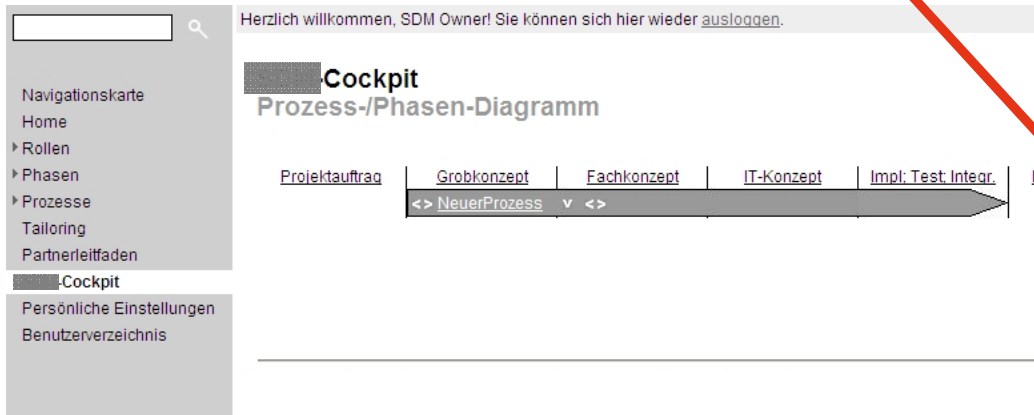 Herzlich willkommen, SDM Owner! Sie können sich hier wieder ausloggen.
-Cockpit
Prozess-/Phasen-Diagramm
Navigationskarte
Home
Rollen
Phasen
Prozesse
Tailoring
Partnerleitfaden
-Cockpit
Persönliche Einstellungen
Benutzerverzeichnis
Projektauftrag Grobkonzept Fachkonzept IT-Konzept Impl; Test; Integr.
<> NeuerProzess v <>